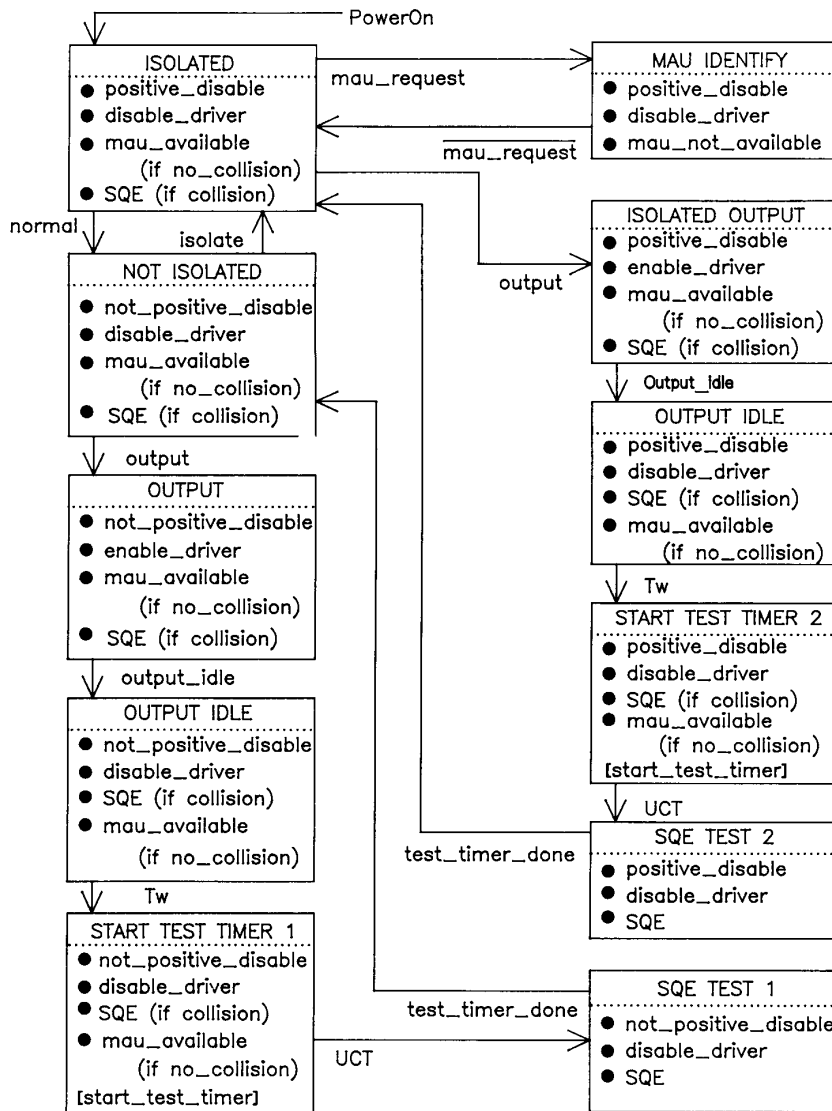 PowerOn
ISOLATED
● positive_disable
● disable_driver
● mau_available
(if no_collision)
● SQE (if collision)
mau_request
mau_request
MAU IDENTIFY
● positive_disable
● disable_driver
● mau_not_available
normal
isolate
output
NOT ISOLATED
● not_positive_disable
● disable_driver
● mau_available
(if no_collision)
● SQE (if collision)
ISOLATED OUTPUT
● positive_disable
● enable_driver
● mau_available
(if no_collision)
● SQE (if collision)
Output_idle
output
OUTPUT
● not_positive_disable
● enable_driver
● mau_available
(if no_collision)
● SQE (if collision)
OUTPUT IDLE
● positive_disable
● disable_driver
● SQE (if collision)
● mau_available
(if no_collision)
Tw
output_idle
OUTPUT IDLE
● not_positive_disable
● disable_driver
● SQE (if collision)
● mau_available
(if no_collision)
START TEST TIMER 2
● positive_disable
● disable_driver
● SQE (if collision)
● mau_available
(if no_collision)
[start_test_timer]
UCT
test_timer_done
SQE TEST 2
● positive_disable
● disable_driver
● SQE
Tw
START TEST TIMER 1
● not_positive_disable
● disable_driver
● SQE (if collision)
● mau_available
(if no_collision)
[start_test_timer]
test_timer_done
UCT
SQE TEST 1
● not_positive_disable
● disable_driver
● SQE